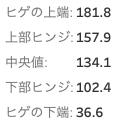 ヒゲの上端: 181.8
上部ヒンジ: 157.9
中央値: 134.1
下部ヒンジ: 102.4
ヒゲの下端: 36.6